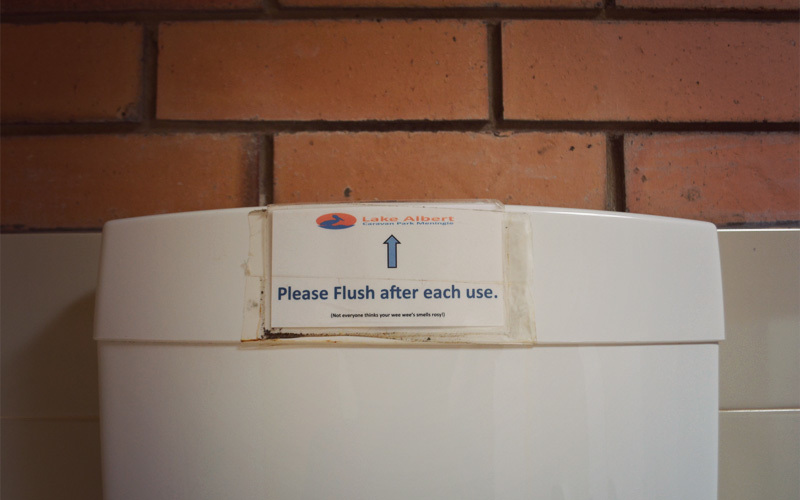 Lake Albert
Caravan Park Meningie
Please Flush after each use.
(Not everyone thinks your wee wee's smells rosy!)